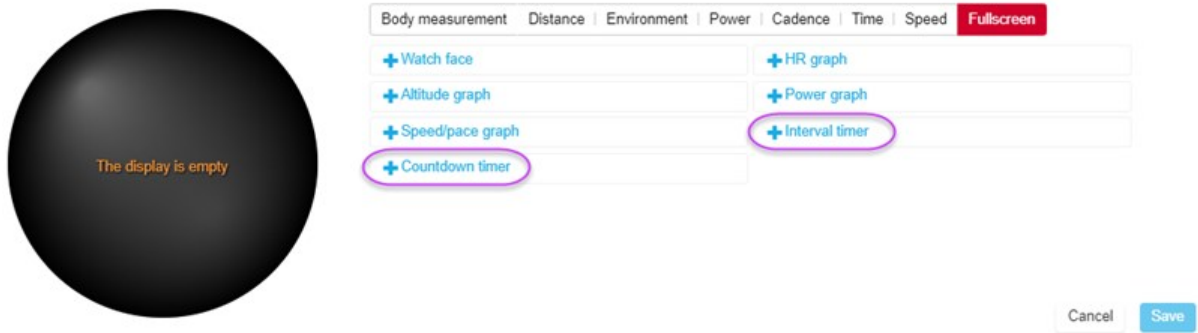 Body measurement Distance Environment Power Cadence Time Speed Fullscreen
Watch face HR graph
Altitude graph Power graph
Speed/pace graph Interval timer
Countdown timer
The display is empty
Cancel Save